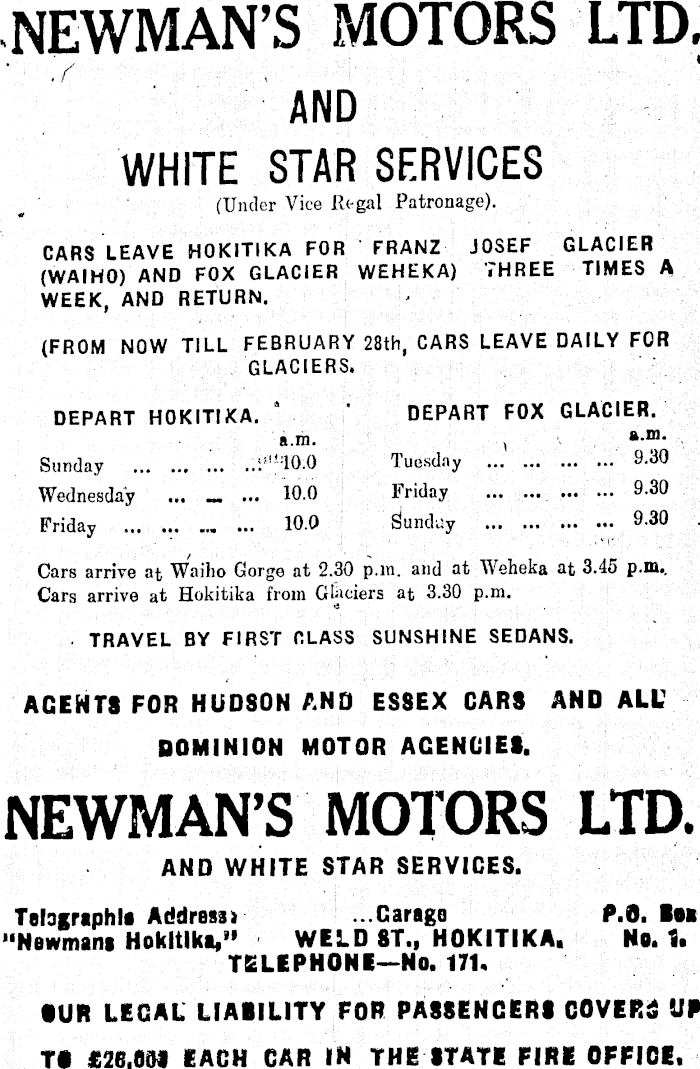 NEWMAN'S MOTORS LTD.
AND
WHITE STAR SERVICES
(Under Vice Regal Patronage).
CARS LEAVE HOKITIKA FOR FRANZ JOSEF GLACIER
(WAIHO) AND FOX GLACIER WEHEKA) THREE TIMES A
WEEK, AND RETURN.
(FROM NOW TILL FEBRUARY 28th, CARS LEAVE DAILY FOR
GLACIERS.
DEPART HOKITIKA.
a.m.
Sunday ... ... ... ... 10.0
Wednesday ... ... ... 10.0
Friday ... ... ... ... 10.0
DEPART FOX GLACIER.
a.m.
Tuesday ... ... ... ... 9.30
Friday ... ... ... ... 9.30
Sunday ... ... ... ... 9.30
Cars arrive at Waiho Gorge at 2.30 p.m. and at Weheka at 3.45 p.m.
Cars arrive at Hokitika from Glaciers at 3.30 p.m.
TRAVEL BY FIRST CLASS SUNSHINE SEDANS.
AGENTS FOR HUDSON AND ESSEX CARS AND ALL
DOMINION MOTOR AGENCIES.
NEWMAN'S MOTORS LTD.
AND WHITE STAR SERVICES.
Telegraphic Address: ...Garage P.O. Box
"Newmans Hokitika," WELD ST., HOKITIKA. No. 1.
TELEPHONE—No. 171.
OUR LEGAL LIABILITY FOR PASSENGERS COVERS UP
TO EACH CAR IN THE STATE FIRE OFFICE.